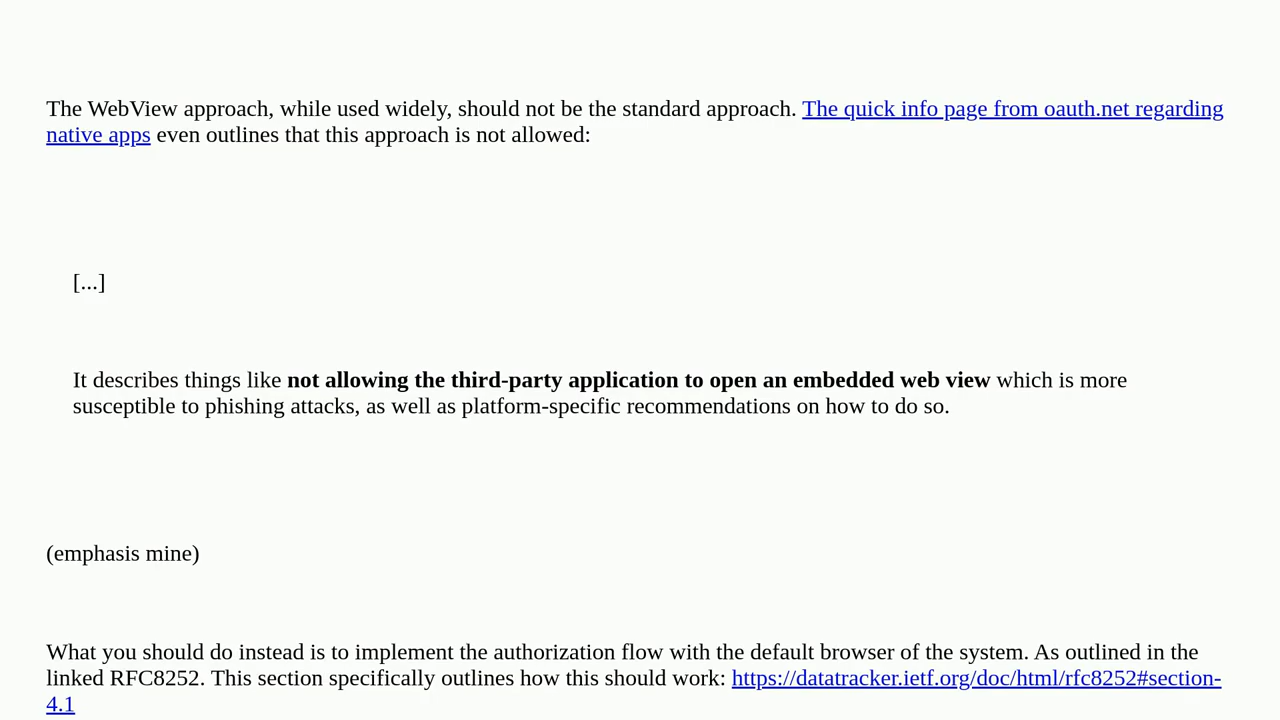 The WebView approach, while used widely, should not be the standard approach. The quick info page from oauth.net regarding
native apps even outlines that this approach is not allowed:
[...]
It describes things like not allowing the third-party application to open an embedded web view which is more
susceptible to phishing attacks, as well as platform-specific recommendations on how to do so.
(emphasis mine)
What you should do instead is to implement the authorization flow with the default browser of the system. As outlined in the
linked RFC8252. This section specifically outlines how this should work: https://datatracker.ietf.org/doc/html/rfc8252#section-
4.1